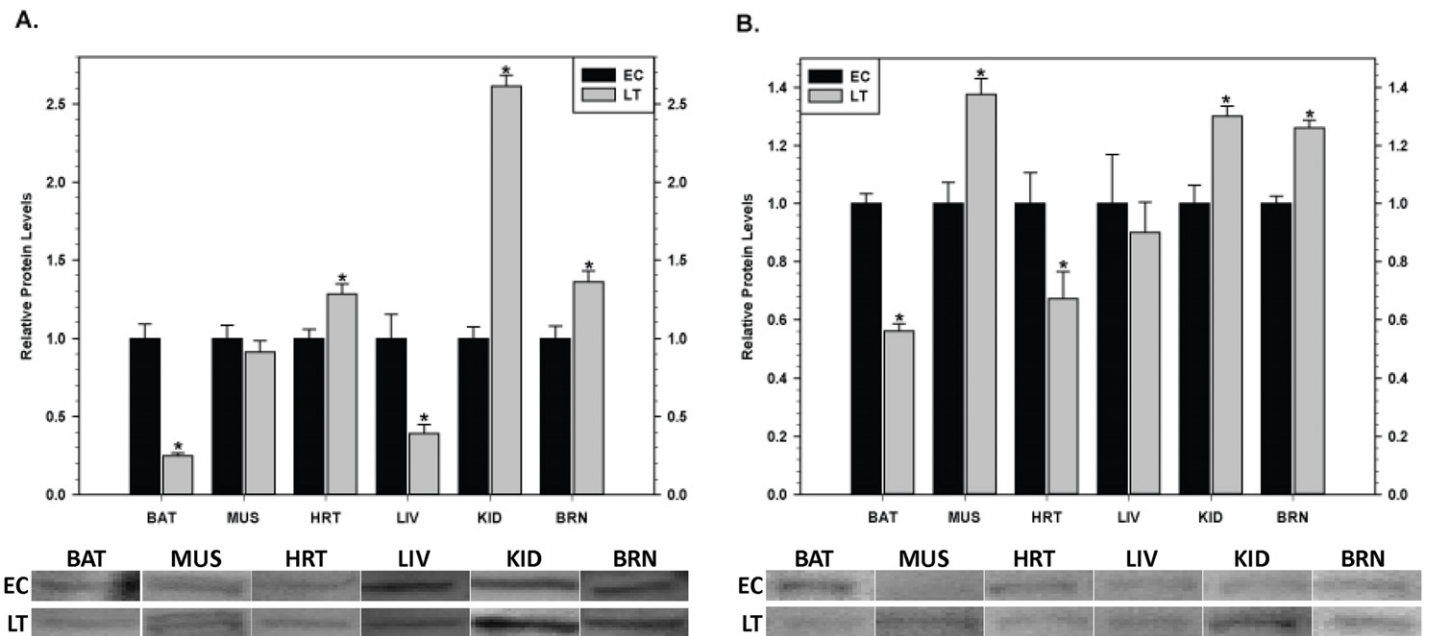 A.
EC
LT
Relative Protein Levels
2.5
2.0
1.5
1.0
0.5
0.0
2.5
2.0
1.5
1.0
0.5
0.0
*
*
*
*
*
BAT MUS HRT LIV KID BRN
BAT MUS HRT LIV KID BRN
EC
LT
B.
EC
LT
Relative Protein Levels
1.4
1.2
1.0
0.8
0.6
0.4
0.2
0.0
1.4
1.2
1.0
0.8
0.6
0.4
0.2
0.0
*
*
*
*
*
BAT MUS HRT LIV KID BRN
BAT MUS HRT LIV KID BRN
EC
LT